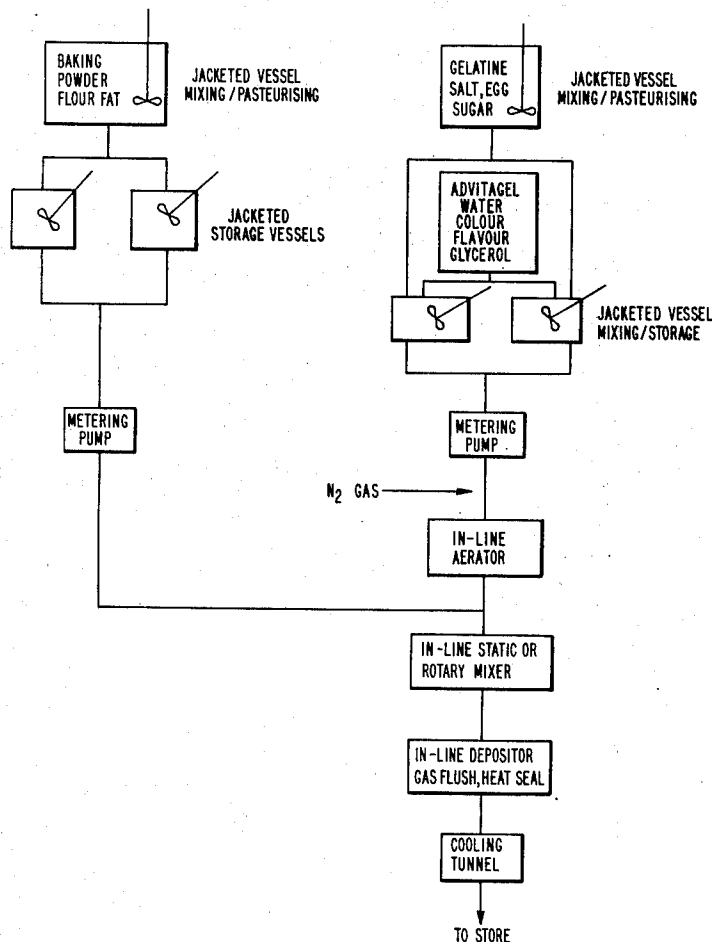 BAKING
POWDER
FLOUR FAT
JACKETED VESSEL
MIXING/PASTEURISING
GELATINE
SALT, EGG
SUGAR
JACKETED VESSEL
MIXING/PASTEURISING
JACKETED
STORAGE VESSELS
ADVITAGEL
WATER
COLOUR
FLAVOUR
GLYCEROL
JACKETED VESSEL
MIXING/STORAGE
METERING
PUMP
METERING
PUMP
N2 GAS
IN-LINE
AERATOR
IN-LINE STATIC OR
ROTARY MIXER
IN-LINE DEPOSITOR
GAS FLUSH, HEAT SEAL
COOLING
TUNNEL
TO STORE